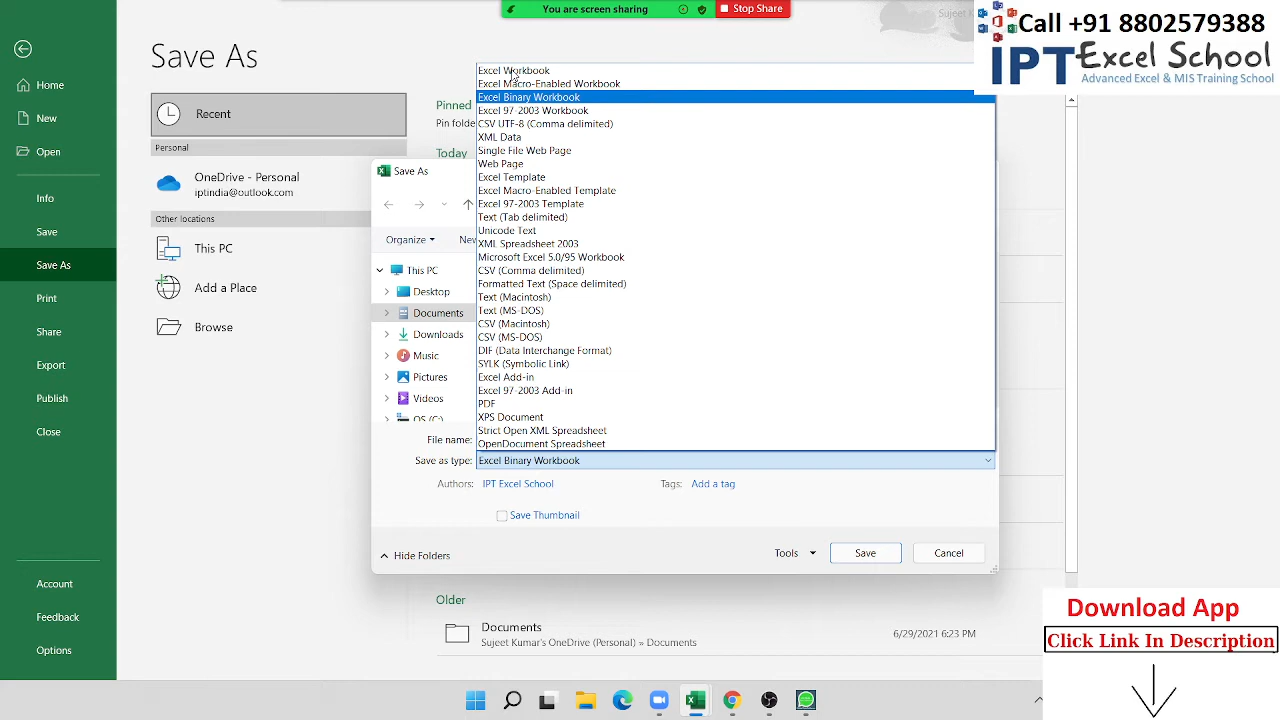 You are screen sharing
Stop Share
Sujeet K
Call +91 8802579388
IPT Excel School
Advanced Excel & MIS Training School
Save As
Home
New
Open
Info
Save
Save As
Print
Share
Export
Publish
Close
Account
Feedback
Options
Recent
Personal
OneDrive - Personal
iptindia@outlook.com
Other locations
This PC
Add a Place
Browse
Pinned
Pin folder
Today
Save As
Organize
New
This PC
Desktop
Documents
Downloads
Music
Pictures
Videos
OS (C:)
Excel Workbook
Excel Macro-Enabled Workbook
Excel Binary Workbook
Excel 97-2003 Workbook
CSV UTF-8 (Comma delimited)
XML Data
Single File Web Page
Web Page
Excel Template
Excel Macro-Enabled Template
Excel 97-2003 Template
Text (Tab delimited)
Unicode Text
XML Spreadsheet 2003
Microsoft Excel 5.0/95 Workbook
CSV (Comma delimited)
Formatted Text (Space delimited)
Text (Macintosh)
Text (MS-DOS)
CSV (Macintosh)
CSV (MS-DOS)
DIF (Data Interchange Format)
SYLK (Symbolic Link)
Excel Add-in
Excel 97-2003 Add-in
PDF
XPS Document
Strict Open XML Spreadsheet
OpenDocument Spreadsheet
File name:
Save as type: Excel Binary Workbook
Authors: IPT Excel School
Tags: Add a tag
Save Thumbnail
Hide Folders
Tools
Save
Cancel
Older
Documents
Sujeet Kumar's OneDrive (Personal) » Documents
6/29/2021 6:23 PM
Download App
Click Link In Description